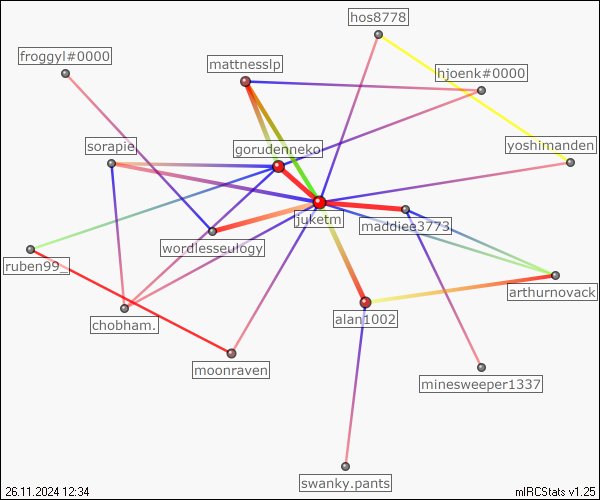 hos8778
froggyl#0000
mattnesslp
hjoenk#0000
sorapie
gorudenneko
yoshimanden
juketm
maddiee3773
wordlesseulogy
ruben99_
arthurnovack
chobham.
alan1002
moonraven
minesweeper1337
swanky.pants
26.11.2024 12:34
mIRCStats v1.25